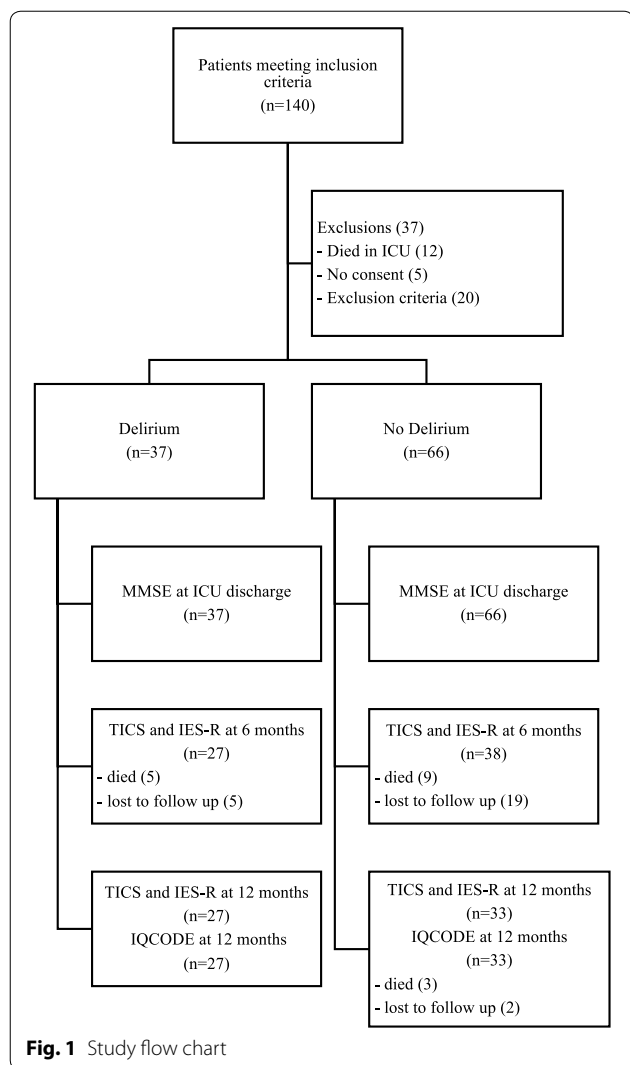 Patients meeting inclusion
criteria
(n=140)
Exclusions (37)
- Died in ICU (12)
- No consent (5)
- Exclusion criteria (20)
Delirium
(n=37)
No Delirium
(n=66)
MMSE at ICU discharge
(n=37)
MMSE at ICU discharge
(n=66)
TICS and IES-R at 6 months
(n=27)
- died (5)
- lost to follow up (5)
TICS and IES-R at 6 months
(n=38)
- died (9)
- lost to follow up (19)
TICS and IES-R at 12 months
(n=27)
IQCODE at 12 months
(n=27)
TICS and IES-R at 12 months
(n=33)
IQCODE at 12 months
(n=33)
- died (3)
- lost to follow up (2)
Fig. 1 Study flow chart